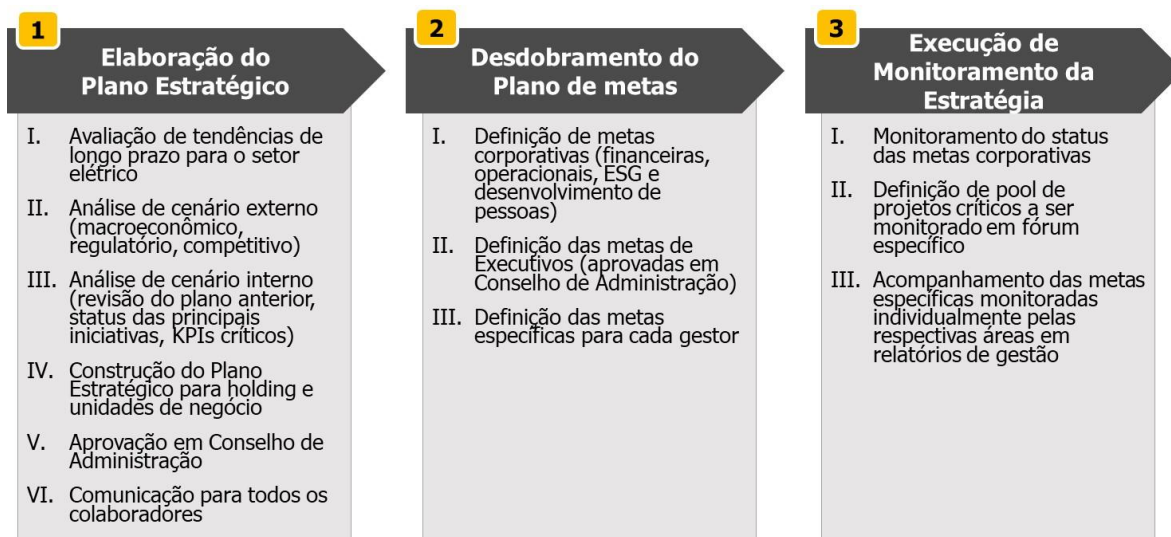 1
Elaboração do
Plano Estratégico
I. Avaliação de tendências de
longo prazo para o setor
elétrico
II. Análise de cenário externo
(macroeconômico,
regulatório, competitivo)
III. Análise de cenário interno
(revisão do plano anterior,
status das principais
iniciativas, KPIs críticos)
IV. Construção do Plano
Estratégico para holding e
unidades de negócio
V. Aprovação em Conselho de
Administração
VI. Comunicação para todos os
colaboradores
2
Desdobramento do
Plano de metas
I. Definição de metas
corporativas (financeiras,
operacionais, ESG e
desenvolvimento de
pessoas)
II. Definição das metas de
Executivos (aprovadas em
Conselho de Administração)
III. Definição das metas
específicas para cada gestor
3
Execução de
Monitoramento da
Estratégia
I. Monitoramento do status
das metas corporativas
II. Definição de pool de
projetos críticos a ser
monitorado em fórum
específico
III. Acompanhamento das metas
específicas monitoradas
individualmente pelas
respectivas áreas em
relatórios de gestão